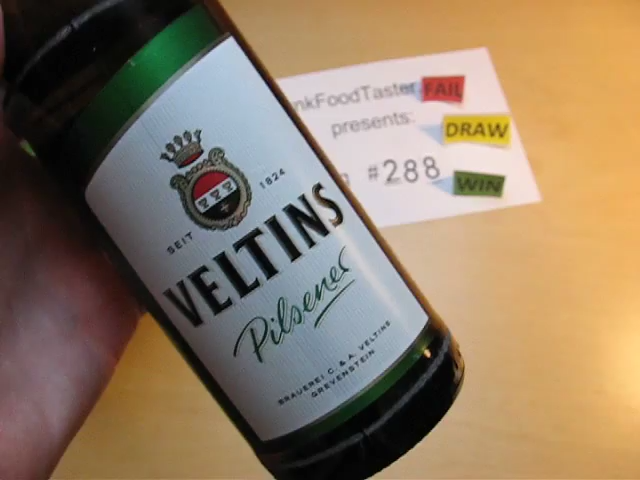 SEIT 1824
VELTINS
Pilsener
BRAUEREI C. & A. VELTINS
GREVENSTEIN
nkFoodTaster
presents:
#288
FAIL
DRAW
WIN